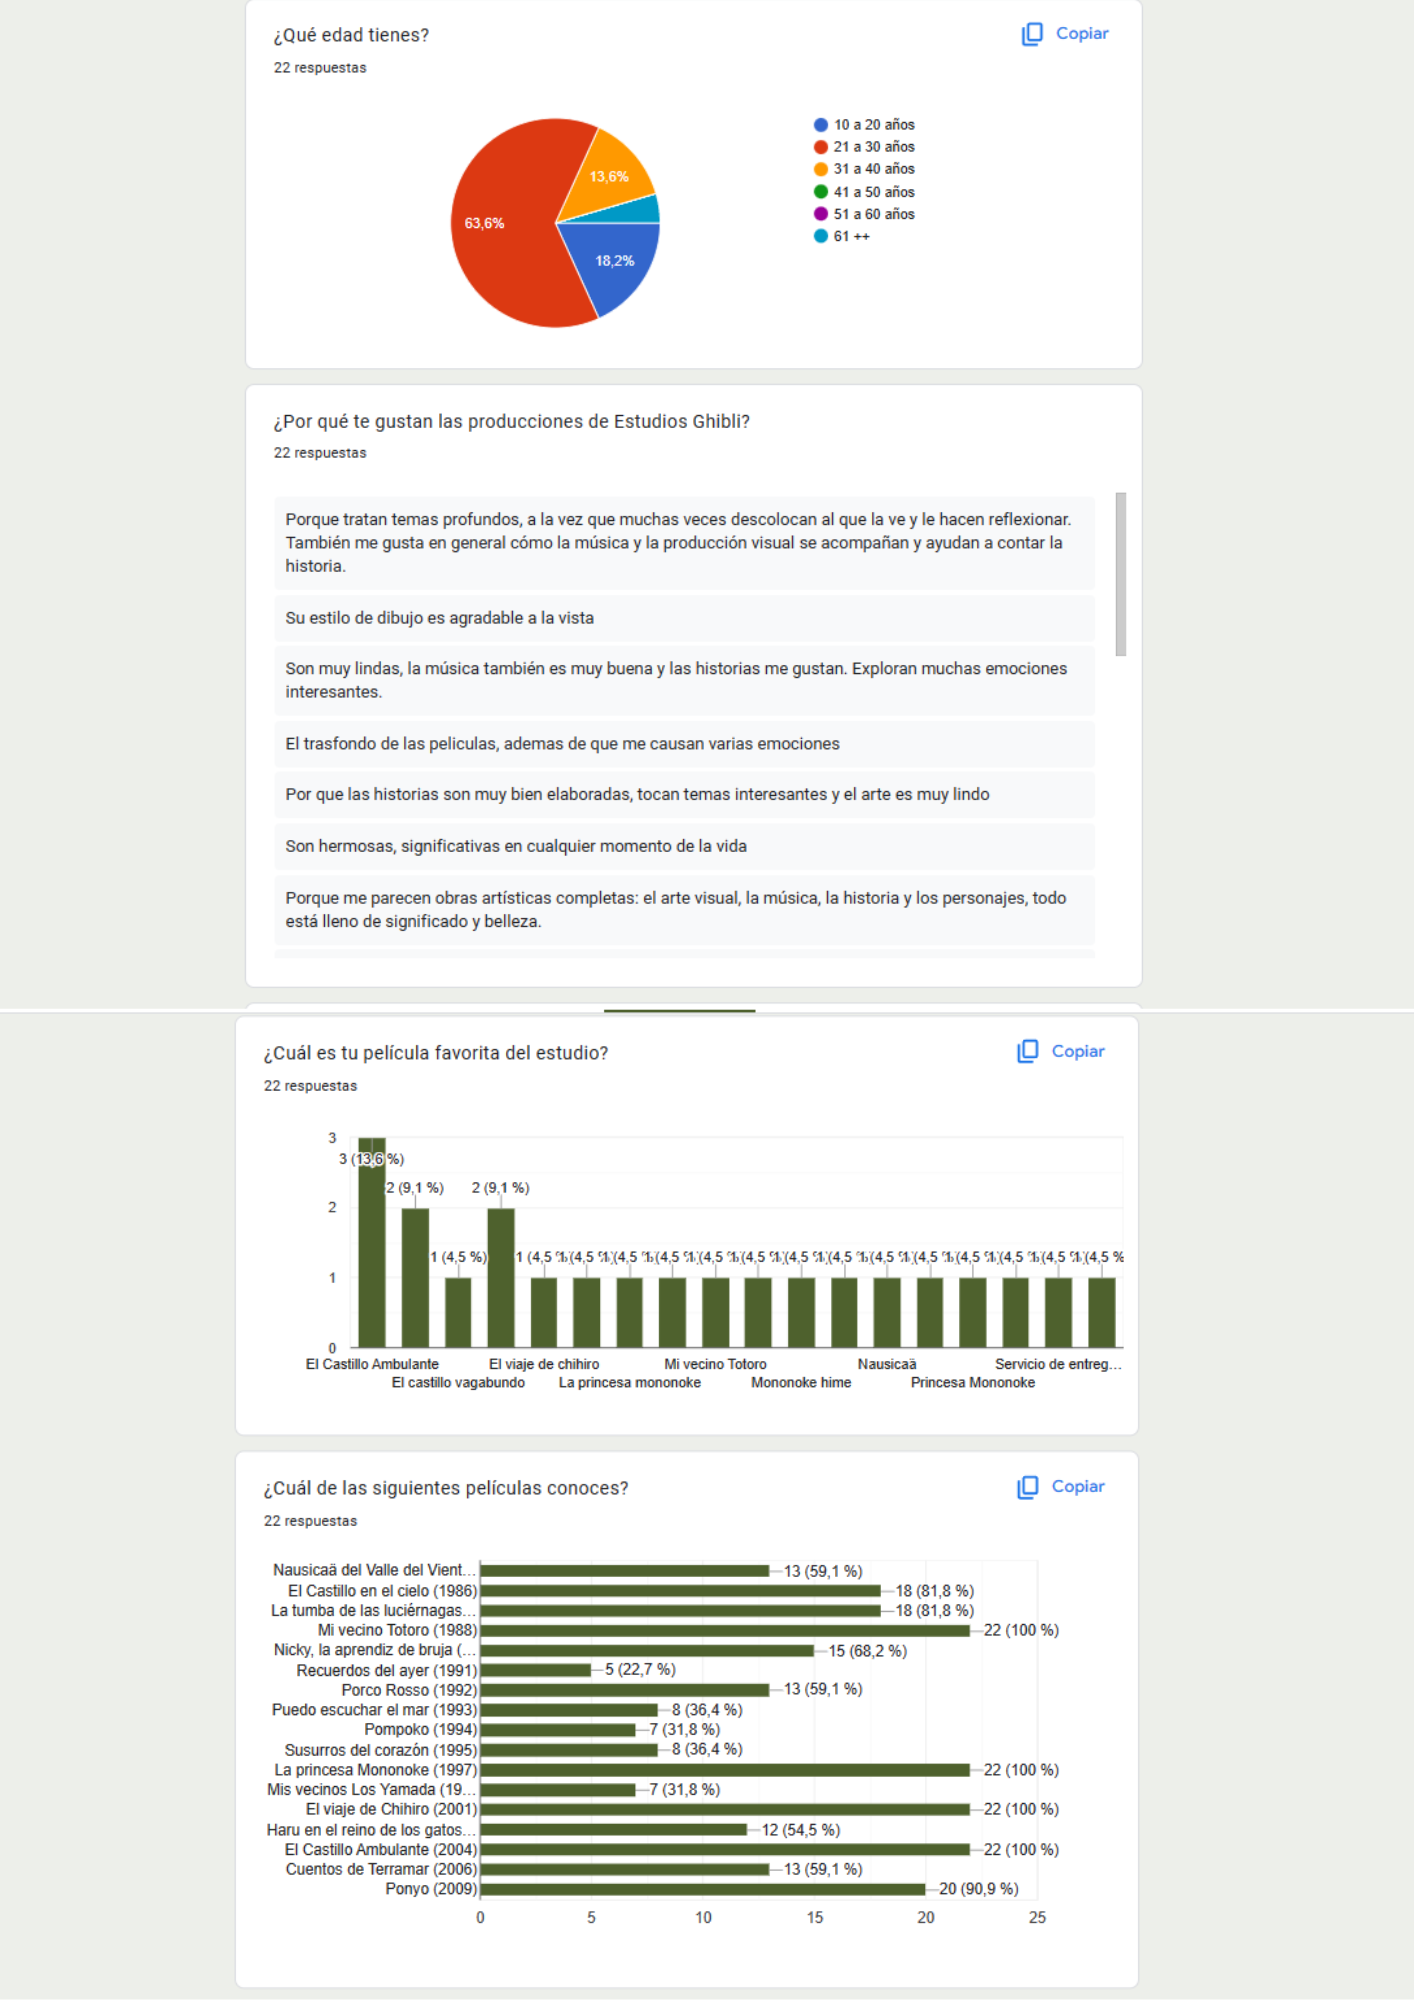 ¿Qué edad tienes?
Copiar
22 respuestas
10 a 20 años
21 a 30 años
31 a 40 años
41 a 50 años
51 a 60 años
61 ++
13,6%
63,6%
18,2%
¿Por qué te gustan las producciones de Estudios Ghibli?
22 respuestas
Porque tratan temas profundos, a la vez que muchas veces descolocan al que la ve y le hacen reflexionar.
También me gusta en general cómo la música y la producción visual se acompañan y ayudan a contar la
historia.
Su estilo de dibujo es agradable a la vista
Son muy lindas, la música también es muy buena y las historias me gustan. Exploran muchas emociones
interesantes.
El trasfondo de las peliculas, ademas de que me causan varias emociones
Por que las historias son muy bien elaboradas, tocan temas interesantes y el arte es muy lindo
Son hermosas, significativas en cualquier momento de la vida
Porque me parecen obras artísticas completas: el arte visual, la música, la historia y los personajes, todo
está lleno de significado y belleza.
¿Cuál es tu película favorita del estudio?
Copiar
22 respuestas
3
2
1
0
3 (13,6 %)
2 (9,1 %)
1 (4,5 %)
2 (9,1 %)
1 (4,5 %
(4,5 %
(4,5 %
(4,5 %
(4,5 %
(4,5 %
(4,5 %
(4,5 %
(4,5 %
(4,5 %
(4,5 %
(4,5 %
(4,5 %
(4,5 %
El Castillo Ambulante
El viaje de chihiro
Mi vecino Totoro
Nausicaä
Servicio de entreg...
El castillo vagabundo
La princesa mononoke
Mononoke hime
Princesa Mononoke
¿Cuál de las siguientes películas conoces?
Copiar
22 respuestas
Nausicaä del Valle del Vient... 13 (59,1 %)
El Castillo en el cielo (1986) 18 (81,8 %)
La tumba de las luciérnagas... 18 (81,8 %)
Mi vecino Totoro (1988) 22 (100 %)
Nicky, la aprendiz de bruja (... 15 (68,2 %)
Recuerdos del ayer (1991) 5 (22,7 %)
Porco Rosso (1992) 13 (59,1 %)
Puedo escuchar el mar (1993) 8 (36,4 %)
Pompoko (1994) 7 (31,8 %)
Susurros del corazón (1995) 8 (36,4 %)
La princesa Mononoke (1997) 22 (100 %)
Mis vecinos Los Yamada (19... 7 (31,8 %)
El viaje de Chihiro (2001) 22 (100 %)
Haru en el reino de los gatos... 12 (54,5 %)
El Castillo Ambulante (2004) 22 (100 %)
Cuentos de Terramar (2006) 13 (59,1 %)
Ponyo (2009) 20 (90,9 %)
0 5 10 15 20 25